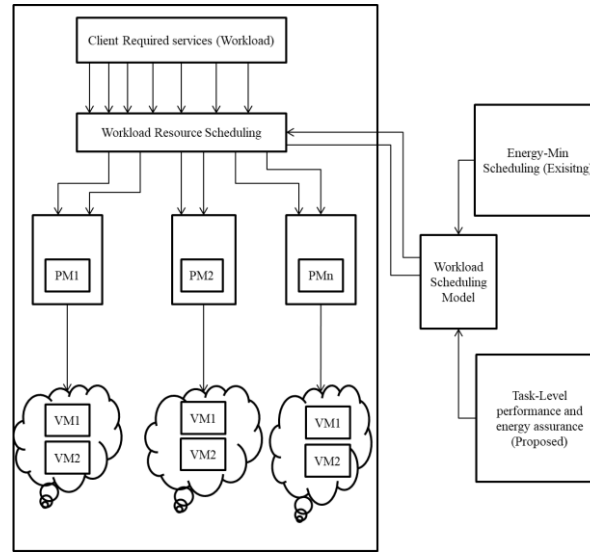 Client Required services (Workload)
Workload Resource Scheduling
Energy-Min
Scheduling (Exisitng)
PM1
PM2
PMn
Workload
Scheduling
Model
Task-Level
performance and
energy assurance
(Proposed)
VM1
VM2
VM1
VM2
VM1
VM2